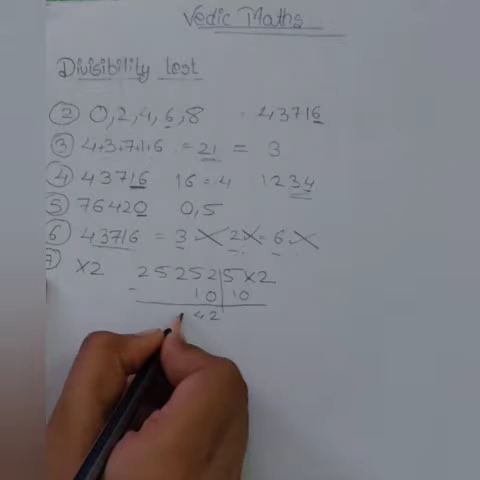 Vedic Maths
Divisibility test
② 0,2,4,6,8 = 43716
③ 4+3+7+1+6 = 21 = 3
④ 43716 16=4 1234
⑤ 76420 0,5
⑥ 43716 = 3 × 2 × = 6 ×
⑦ ×2 25252|5×2
- 10|10
42